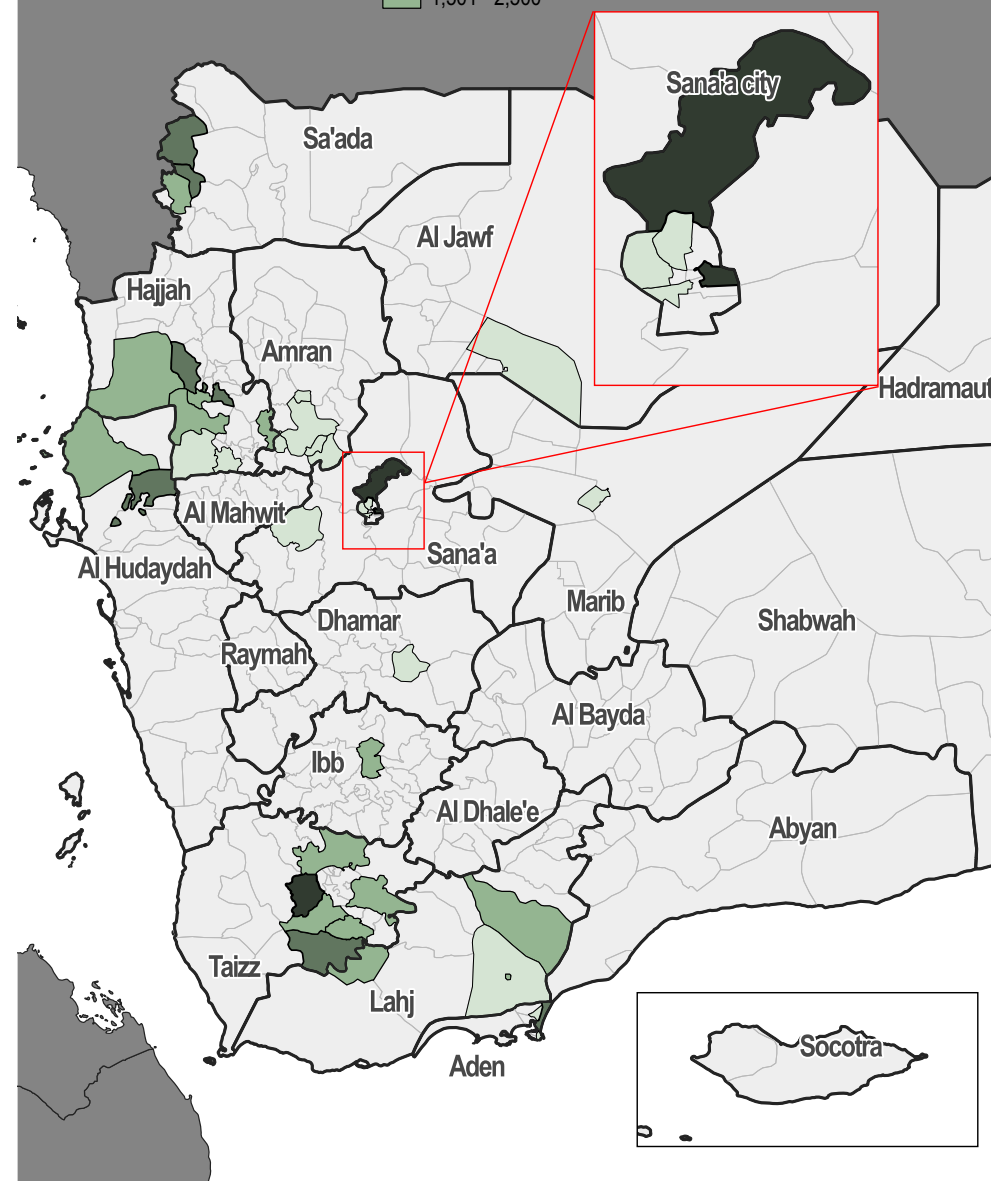 Sana'a city
Sa'ada
Al Jawf
Hajjah
Amran
Hadramaut
Al Mahwit
Sana'a
Al Hudaydah
Marib
Dhamar
Shabwah
Raymah
Al Bayda
Ibb
Al Dhale'e
Abyan
Taizz
Lahj
Socotra
Aden